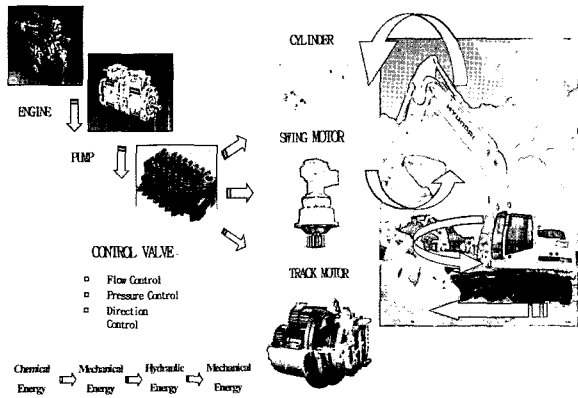 CYLINDER
HYUNDAI
ENGINE
PUMP
SWING MOTOR
CONTROL VALVE
Flow Control
Pressure Control
Direction
Control
TRACK MOTOR
Chemical Mechanical Hydraulic Mechanical
Energy Energy Energy Energy